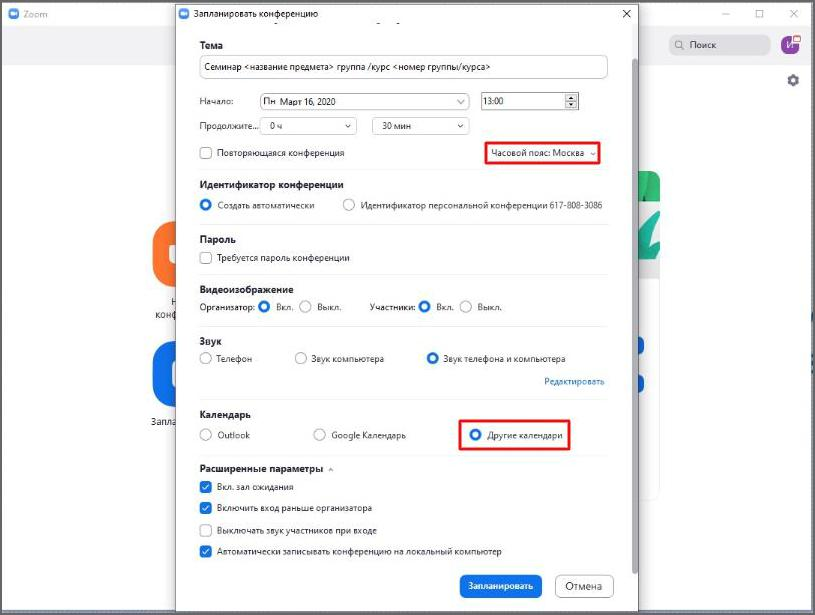 Zoom
Запланировать конференцию
Поиск
И
Тема
Семинар <название предмета> группа /курс <номер группы/курса>
Начало: Пн Март 16, 2020 13:00
Продолжите... 0 ч 30 мин
Повторяющаяся конференция Часовой пояс: Москва
Идентификатор конференции
Создать автоматически Идентификатор персональной конференции 617-808-3086
Пароль
Требуется пароль конференции
Видеоизображение
Организатор: Вкл. Выкл. Участники: Вкл. Выкл.
Звук
Телефон Звук компьютера Звук телефона и компьютера
Редактировать
Календарь
Outlook Google Календарь Другие календари
Расширенные параметры
Вкл. зал ожидания
Включить вход раньше организатора
Выключать звук участников при входе
Автоматически записывать конференцию на локальный компьютер
Запланировать Отмена
Н
конф
Запла